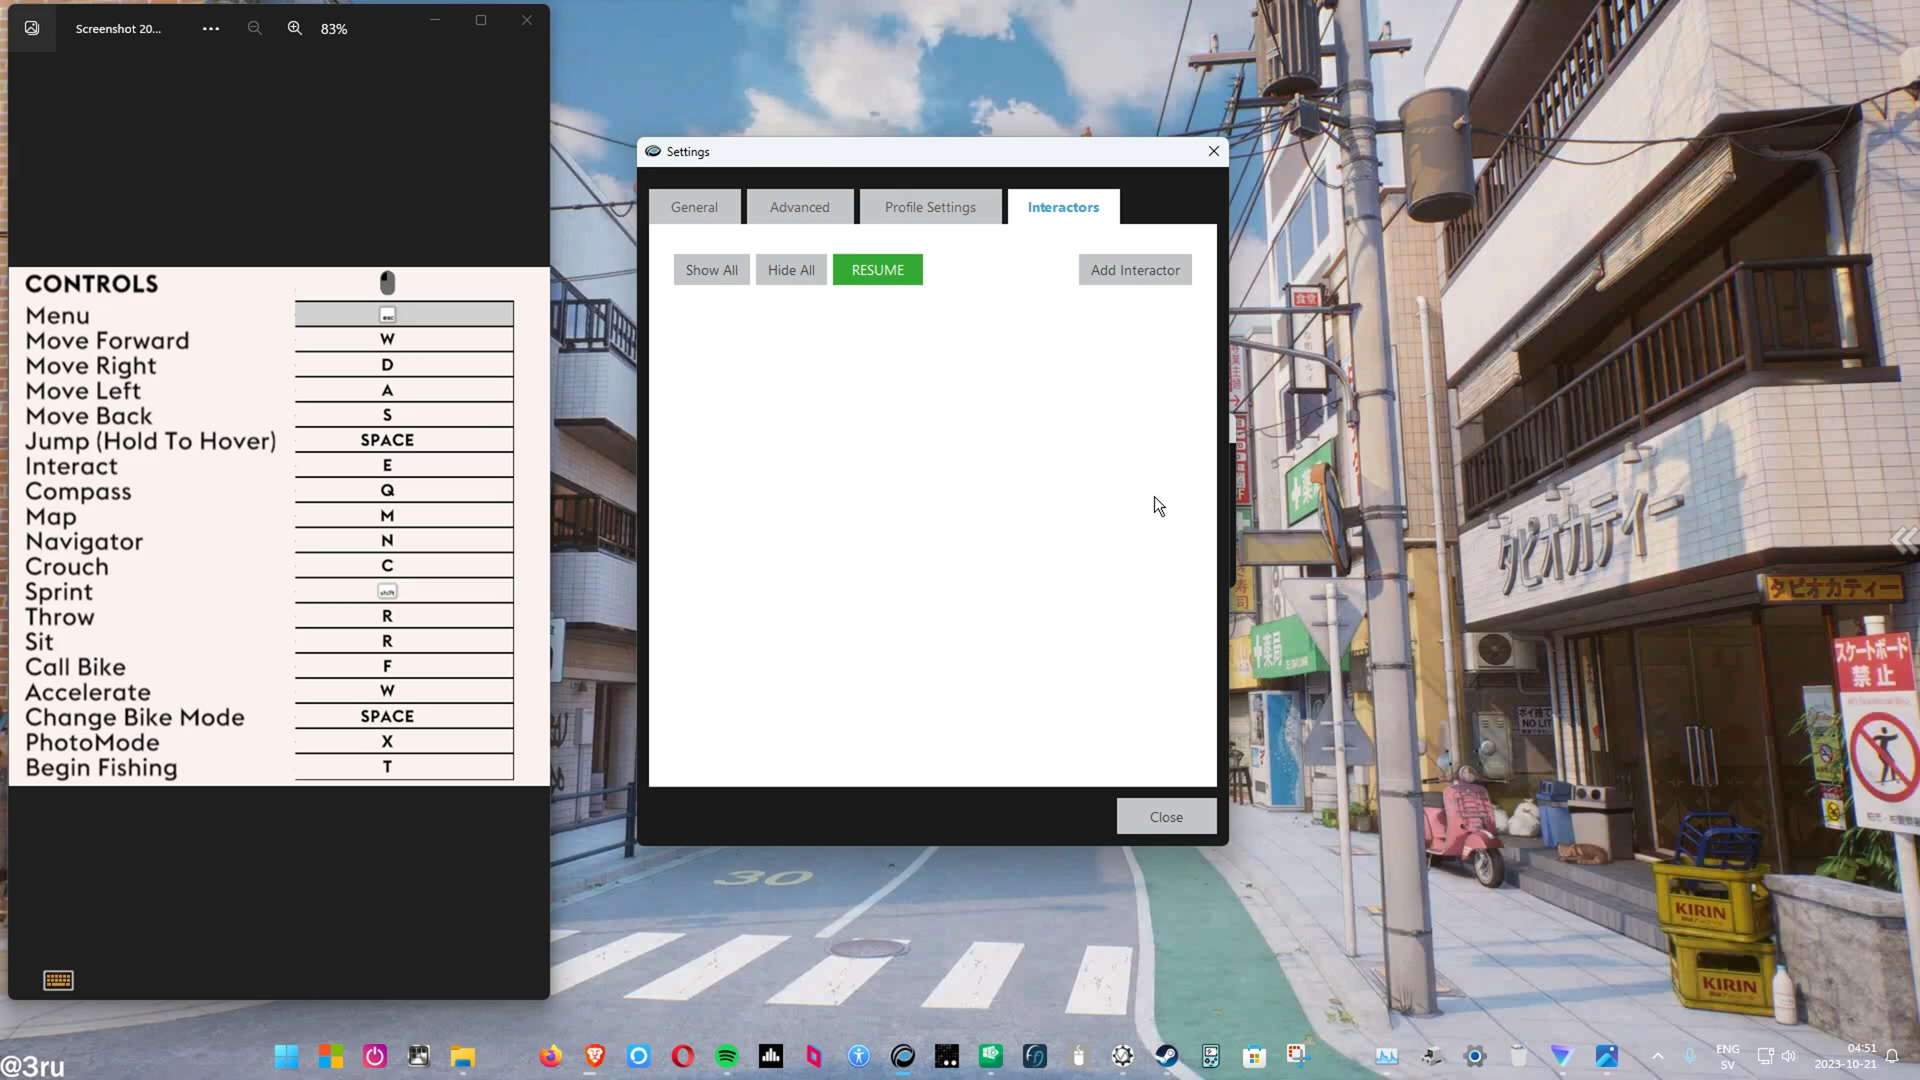 Screenshot 20...
83%
CONTROLS
Menu
esc
Move Forward
W
Move Right
D
Move Left
A
Move Back
S
Jump (Hold To Hover)
SPACE
Interact
E
Compass
Q
Map
M
Navigator
N
Crouch
C
Sprint
shift
Throw
R
Sit
R
Call Bike
F
Accelerate
W
Change Bike Mode
SPACE
PhotoMode
X
Begin Fishing
T
Settings
General
Advanced
Profile Settings
Interactors
Show All
Hide All
RESUME
Add Interactor
Close
食堂
タピオカティー
タピオカティー
スケートボード
禁止
KIRIN
KIRIN
30
@3ru
ENG
SV
04:51
2023-10-21